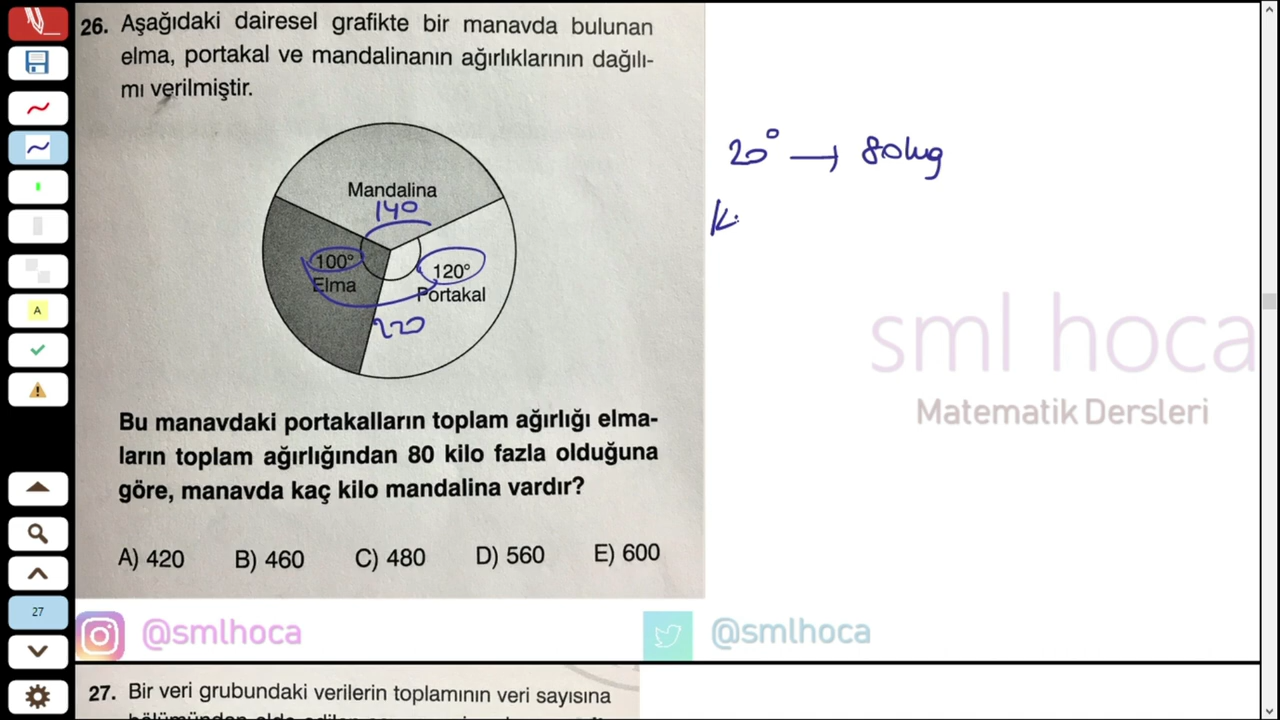 26. Aşağıdaki dairesel grafikte bir manavda bulunan
elma, portakal ve mandalinanın ağırlıklarının dağılı-
mı verilmiştir.
Mandalina
140
100°
Elma
120°
Portakal
220
20° → 80kg
k
Bu manavdaki portakalların toplam ağırlığı elma-
ların toplam ağırlığından 80 kilo fazla olduğuna
göre, manavda kaç kilo mandalina vardır?
A) 420 B) 460 C) 480 D) 560 E) 600
sml hoca
Matematik Dersleri
@smlhoca @smlhoca
A
27
27. Bir veri grubundaki verilerin toplamının veri sayısına